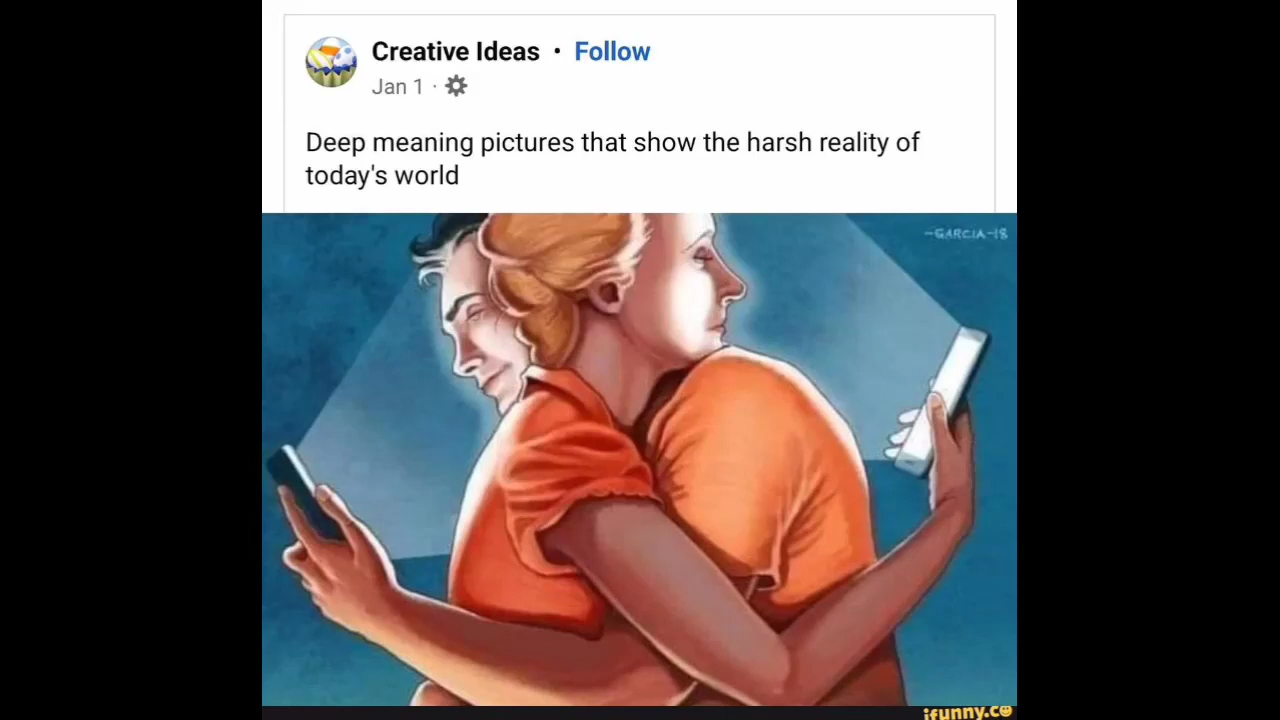 Creative Ideas • Follow
Jan 1 ·
Deep meaning pictures that show the harsh reality of
today's world
-GARCIA-18
ifunny.co